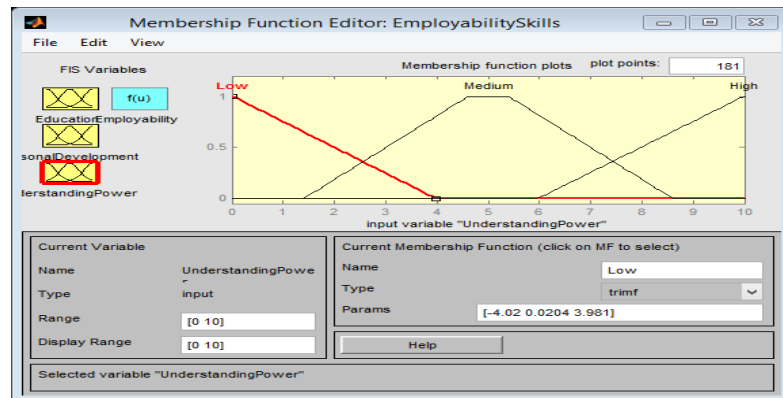 Membership Function Editor: EmployabilitySkills
File Edit View
FIS Variables
Membership function plots plot points: 181
f(u)
Education Employability
sonalDevelopment
lerstandingPower
Low Medium High
1
0.5
0
0 1 2 3 4 5 6 7 8 9 10
input variable "UnderstandingPower"
Current Variable
Name UnderstandingPowe
r
Type input
Range [0 10]
Display Range [0 10]
Current Membership Function (click on MF to select)
Name Low
Type trimf
Params [-4.02 0.0204 3.981]
Help
Selected variable "UnderstandingPower"